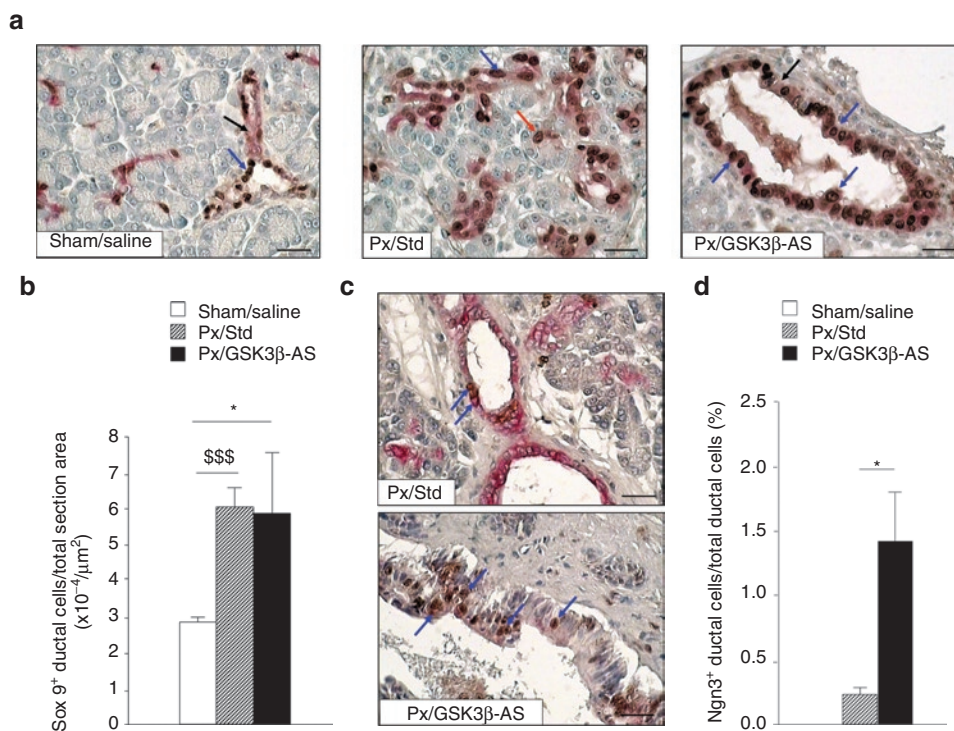 a
Sham/saline
Px/Std
Px/GSK3β-AS
b
Sham/saline
Px/Std
Px/GSK3β-AS
Sox 9⁺ ductal cells/total section area
(x10⁻⁴/μm²)
8
7
6
5
3
2
1
0
*
$$$
c
Px/Std
Px/GSK3β-AS
d
Sham/saline
Px/Std
Px/GSK3β-AS
Ngn3⁺ ductal cells/total ductal cells (%)
2.5
2.0
1.5
1.0
0.5
0.0
*